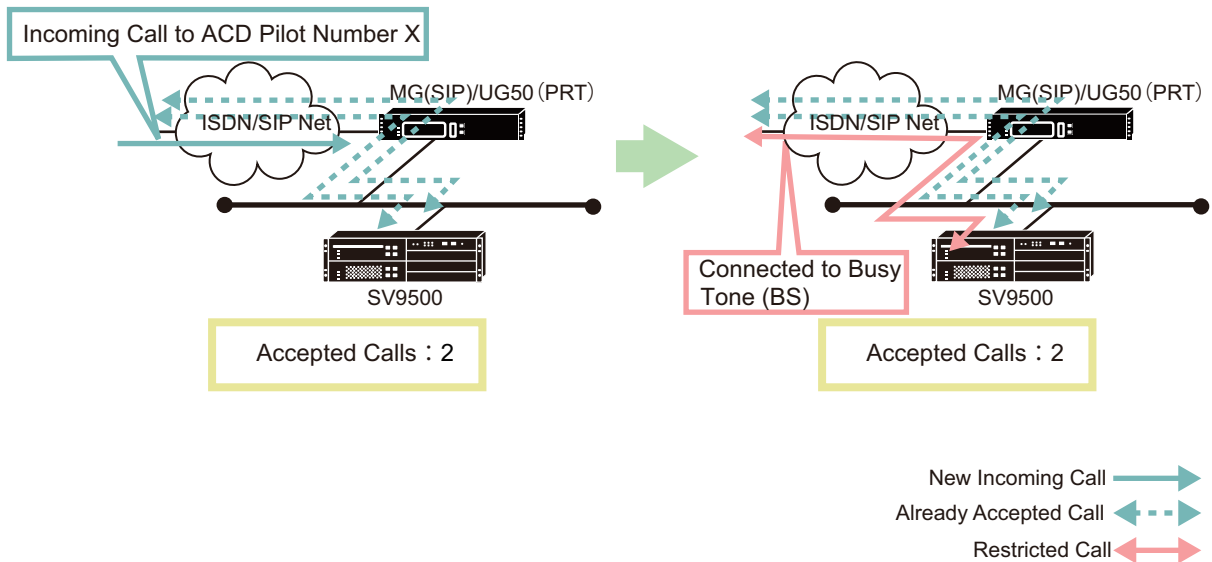 Incoming Call to ACD Pilot Number X
MG(SIP)/UG50（PRT）
ISDN/SIP Net
SV9500
Accepted Calls：2
MG(SIP)/UG50（PRT）
ISDN/SIP Net
Connected to Busy
Tone (BS)
SV9500
Accepted Calls：2
New Incoming Call
Already Accepted Call
Restricted Call